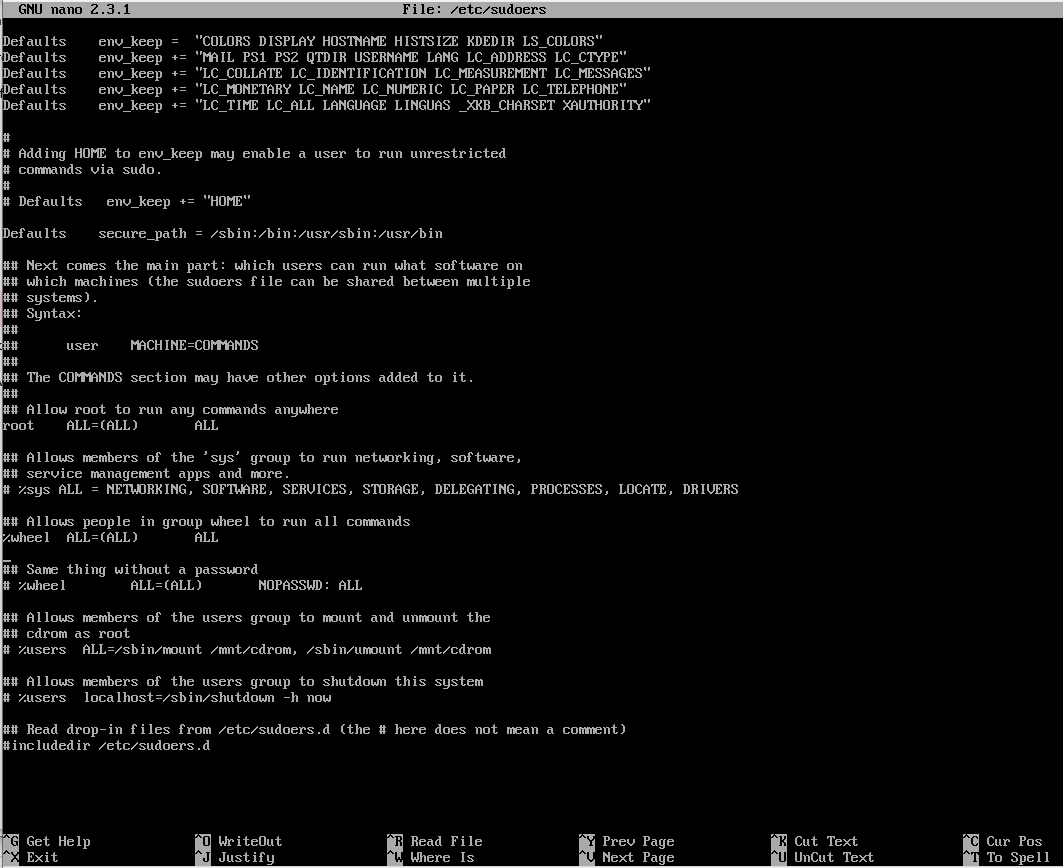 GNU nano 2.3.1 File: /etc/sudoers
Defaults env_keep = "COLORS DISPLAY HOSTNAME HISTSIZE KDEDIR LS_COLORS"
Defaults env_keep += "MAIL PS1 PS2 QTDIR USERNAME LANG LC_ADDRESS LC_CTYPE"
Defaults env_keep += "LC_COLLATE LC_IDENTIFICATION LC_MEASUREMENT LC_MESSAGES"
Defaults env_keep += "LC_MONETARY LC_NAME LC_NUMERIC LC_PAPER LC_TELEPHONE"
Defaults env_keep += "LC_TIME LC_ALL LANGUAGE LINGUAS _XKB_CHARSET XAUTHORITY"
#
# Adding HOME to env_keep may enable a user to run unrestricted
# commands via sudo.
#
# Defaults env_keep += "HOME"
Defaults secure_path = /sbin:/bin:/usr/sbin:/usr/bin
## Next comes the main part: which users can run what software on
## which machines (the sudoers file can be shared between multiple
## systems).
## Syntax:
##
## user MACHINE=COMMANDS
##
## The COMMANDS section may have other options added to it.
##
## Allow root to run any commands anywhere
root ALL=(ALL) ALL
## Allows members of the 'sys' group to run networking, software,
## service management apps and more.
# %sys ALL = NETWORKING, SOFTWARE, SERVICES, STORAGE, DELEGATING, PROCESSES, LOCATE, DRIVERS
## Allows people in group wheel to run all commands
%wheel ALL=(ALL) ALL
## Same thing without a password
# %wheel ALL=(ALL) NOPASSWD: ALL
## Allows members of the users group to mount and unmount the
## cdrom as root
# %users ALL=/sbin/mount /mnt/cdrom, /sbin/umount /mnt/cdrom
## Allows members of the users group to shutdown this system
# %users localhost=/sbin/shutdown -h now
## Read drop-in files from /etc/sudoers.d (the # here does not mean a comment)
#includedir /etc/sudoers.d
^G Get Help ^O WriteOut ^R Read File ^Y Prev Page ^K Cut Text ^C Cur Pos
^X Exit ^J Justify ^W Where Is ^V Next Page ^U UnCut Text ^T To Spell